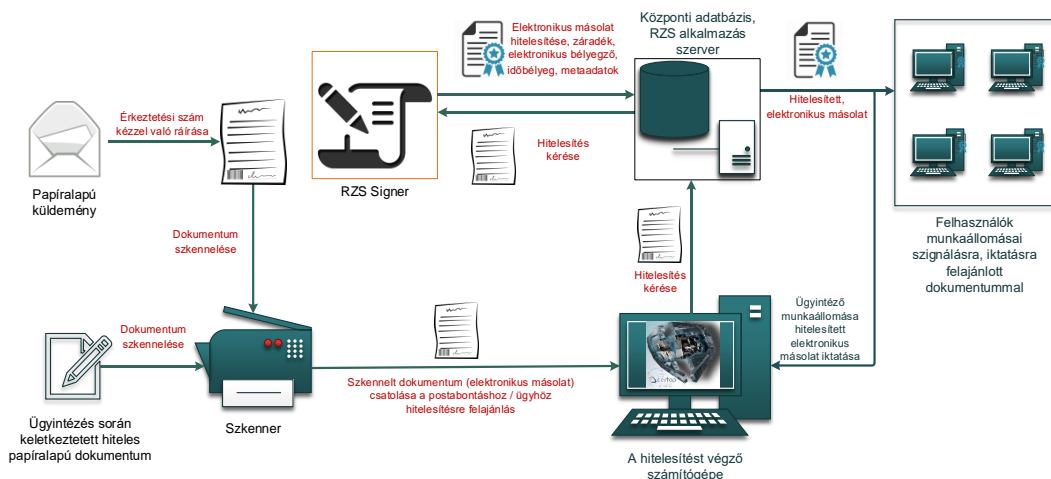 Elektronikus másolat
hitelesítése, záradék,
elektronikus bélyegző,
időbélyeg, metaadatok
Központi adatbázis,
RZS alkalmazás
szerver
Érkeztetési szám
kézzel való ráírása
Hitelesített,
elektronikus másolat
Hitelesítés
kérése
Papíralapú
küldemény
RZS Signer
Felhasználók
munkaállomásai
szignálásra, iktatásra
felajánlott
dokumentummal
Dokumentum
szkennelése
Hitelesítés
kérése
Ügyintéző
munkaállomása
hitelesített
elektronikus
másolat iktatása
Dokumentum
szkennelése
Szkennelt dokumentum (elektronikus másolat)
csatolása a postabontáshoz / ügyhöz
hitelesítésre felajánlás
Szkenner
Ügyintézés során
keletkeztetett hiteles
papíralapú dokumentum
A hitelesítést végző
számítógépe